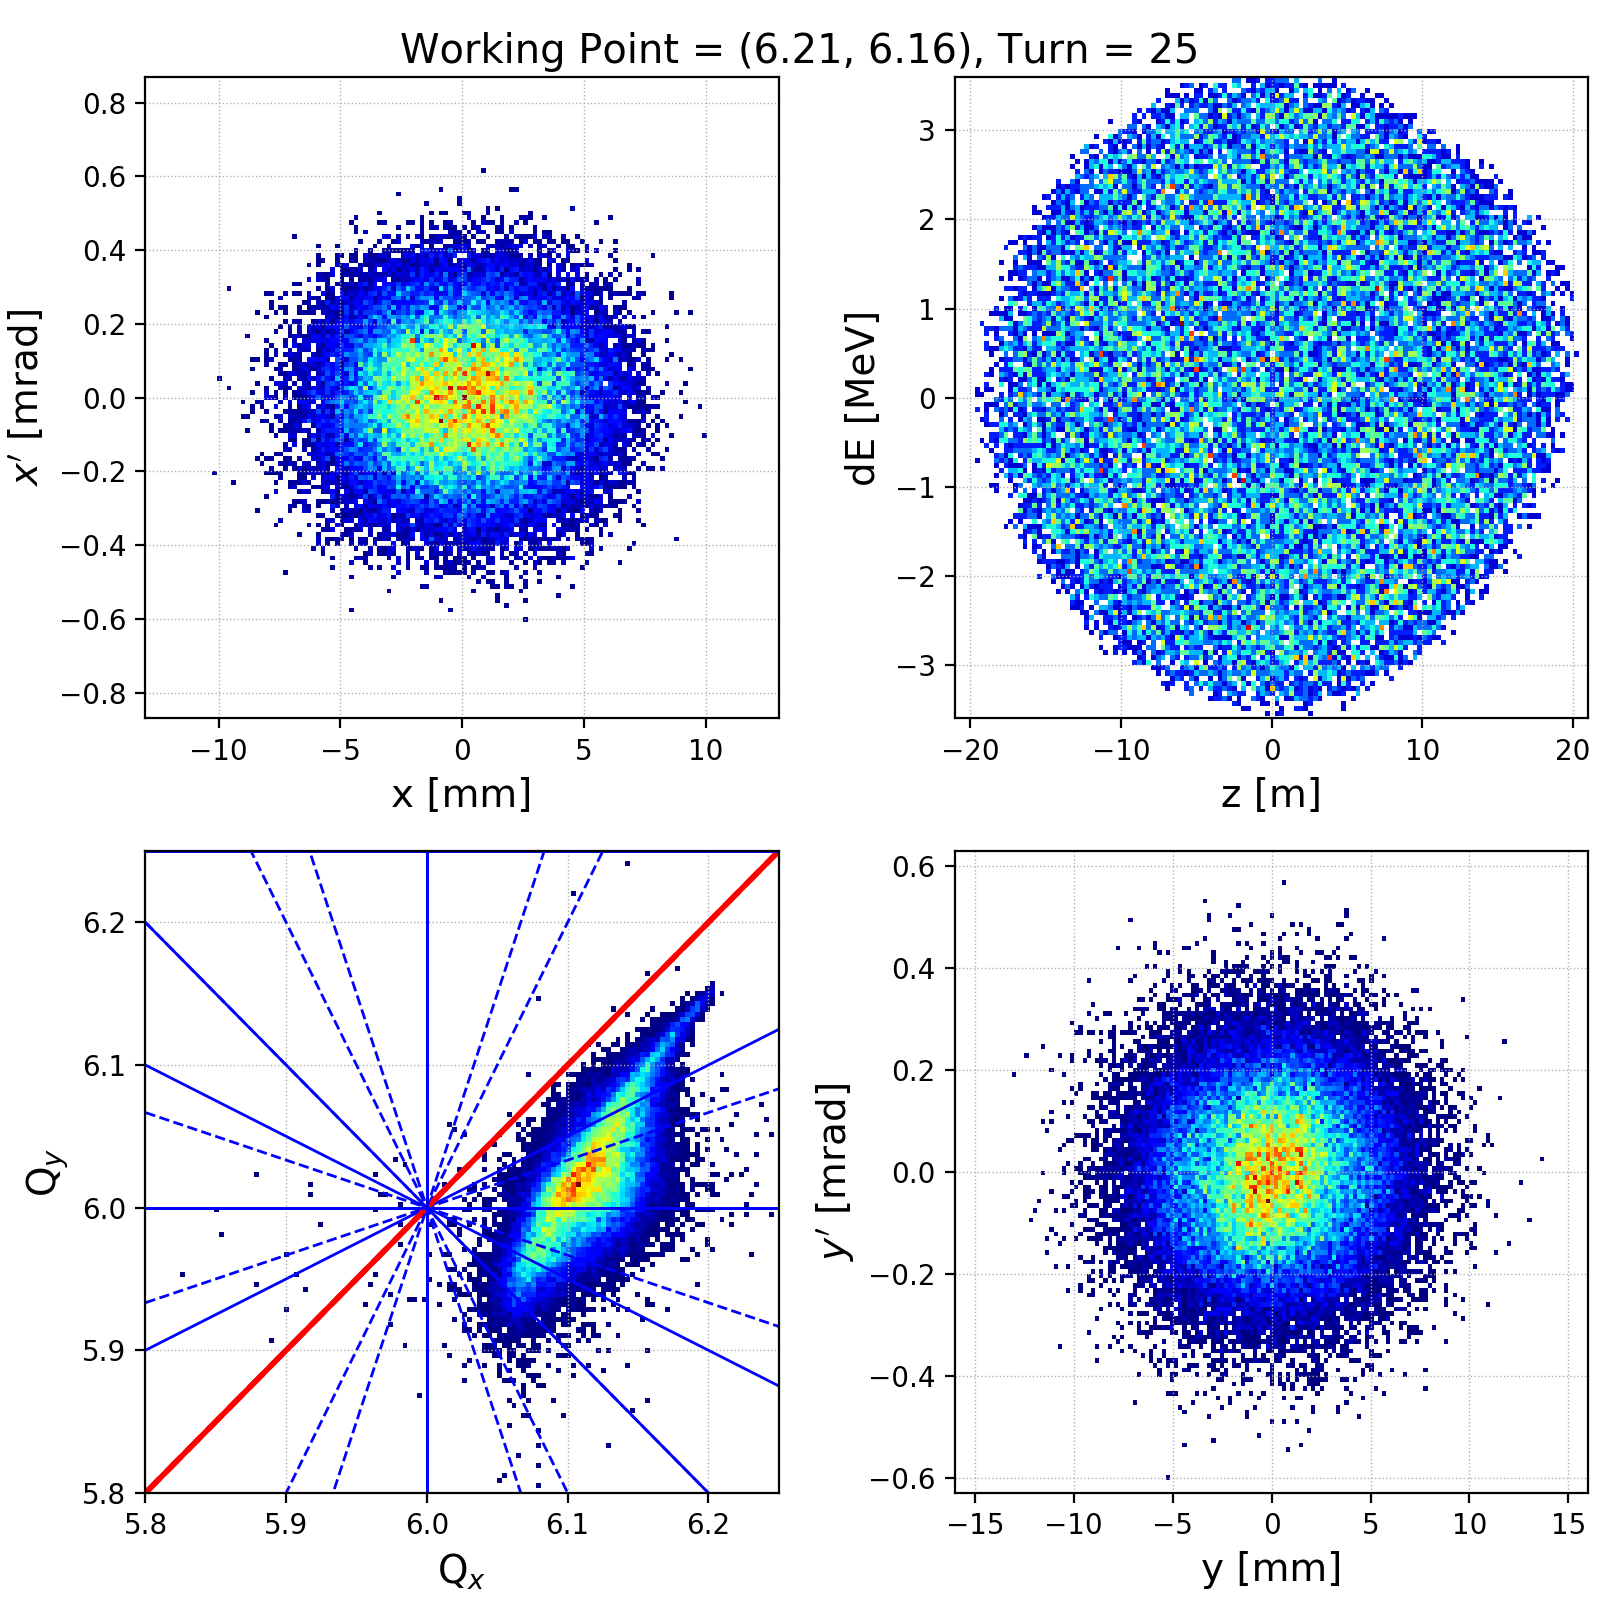 Working Point = (6.21, 6.16), Turn = 25
0.8
0.6
0.4
0.2
0.0
−0.2
−0.4
−0.6
−0.8
x′ [mrad]
−10 −5 0 5 10
x [mm]
3
2
1
0
−1
−2
−3
dE [MeV]
−20 −10 0 10 20
z [m]
6.2
6.1
6.0
5.9
5.8
Qy
5.8 5.9 6.0 6.1 6.2
Qx
0.6
0.4
0.2
0.0
−0.2
−0.4
−0.6
y′ [mrad]
−15 −10 −5 0 5 10 15
y [mm]